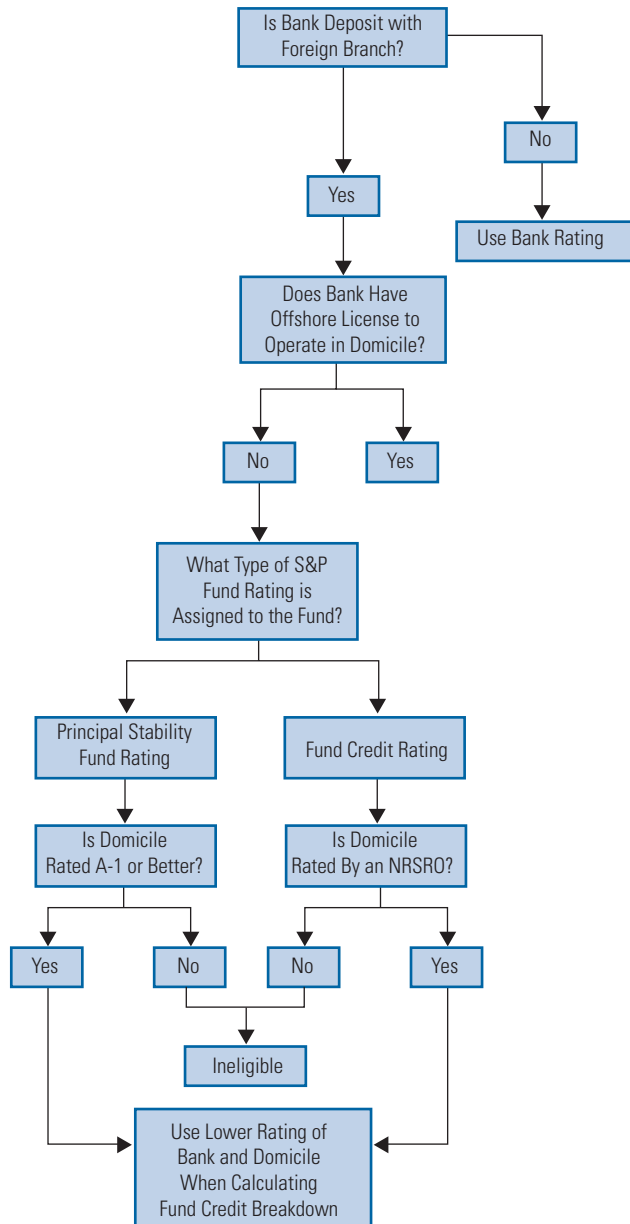 Is Bank Deposit with
Foreign Branch?
No
Yes
Use Bank Rating
Does Bank Have
Offshore License to
Operate in Domicile?
No
Yes
What Type of S&P
Fund Rating is
Assigned to the Fund?
Principal Stability
Fund Rating
Fund Credit Rating
Is Domicile
Rated A-1 or Better?
Is Domicile
Rated By an NRSRO?
Yes
No
No
Yes
Ineligible
Use Lower Rating of
Bank and Domicile
When Calculating
Fund Credit Breakdown